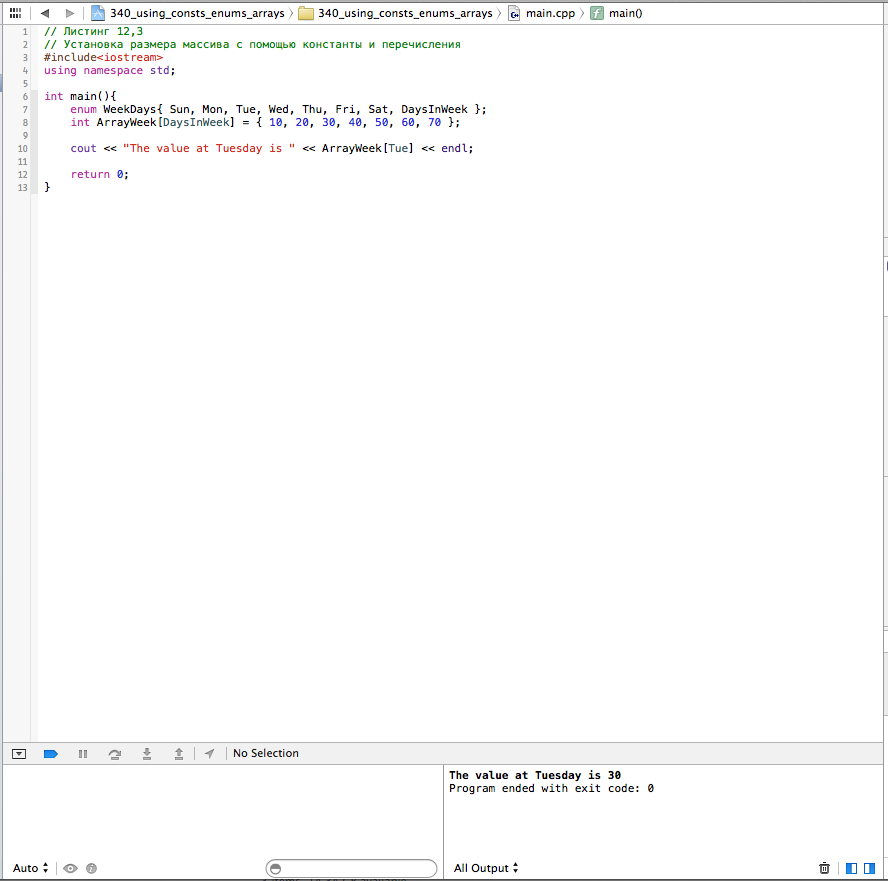 340_using_consts_enums_arrays 340_using_consts_enums_arrays main.cpp main()
1 // Листинг 12,3
2 // Установка размера массива с помощью константы и перечисления
3 #include<iostream>
4 using namespace std;
5
6 int main(){
7 enum WeekDays{ Sun, Mon, Tue, Wed, Thu, Fri, Sat, DaysInWeek };
8 int ArrayWeek[DaysInWeek] = { 10, 20, 30, 40, 50, 60, 70 };
9
10 cout << "The value at Tuesday is " << ArrayWeek[Tue] << endl;
11
12 return 0;
13 }
No Selection
The value at Tuesday is 30
Program ended with exit code: 0
Auto
All Output